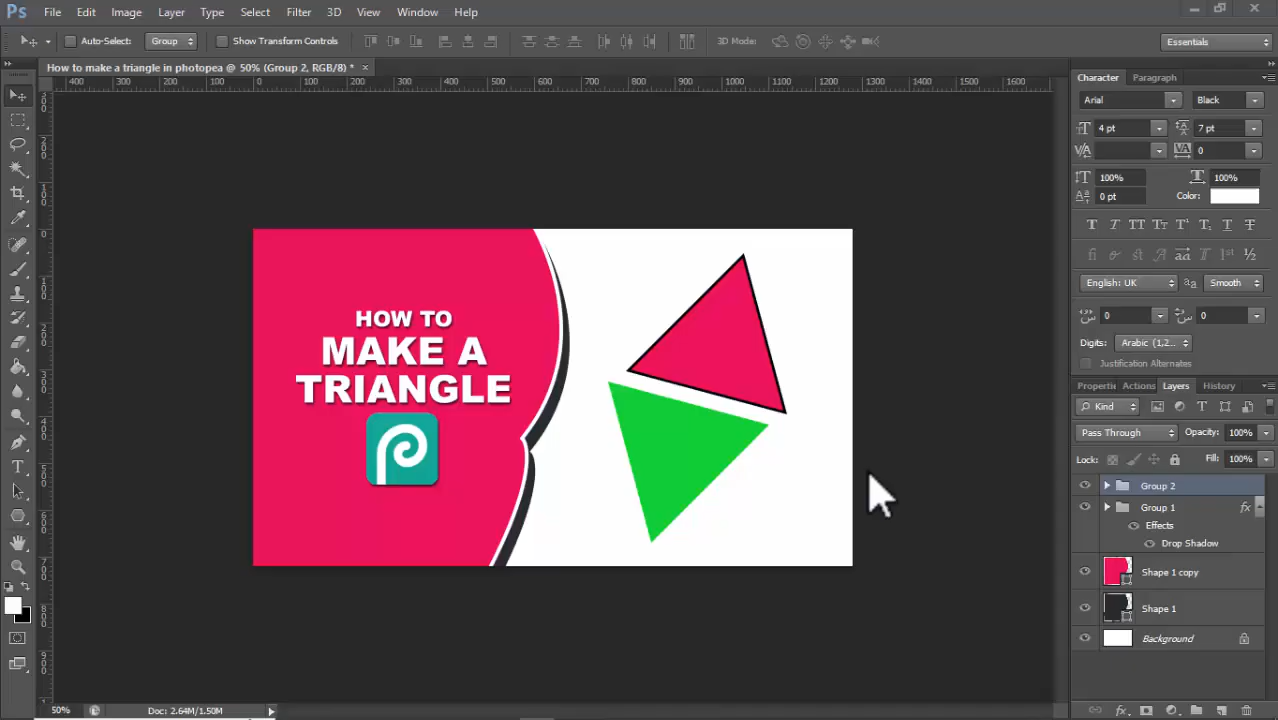 Ps File Edit Image Layer Type Select Filter 3D View Window Help
Auto-Select: Group Show Transform Controls 3D Mode: Essentials
How to make a triangle in photopea @ 50% (Group 2, RGB/8) * ×
400 300 200 100 0 100 200 300 400 500 600 700 800 900 1000 1100 1200 1300 1400 1500 1600
Character Paragraph
Arial Black
4 pt 7 pt
0
100% 100%
0 pt Color:
English: UK Smooth
0 0
Digits: Arabic (1,2...
Justification Alternates
HOW TO
MAKE A
TRIANGLE
Properti Actions Layers History
Kind
Pass Through Opacity: 100%
Lock: Fill: 100%
Group 2
Group 1 fx
Effects
Drop Shadow
Shape 1 copy
Shape 1
Background
50% Doc: 2.64M/1.50M